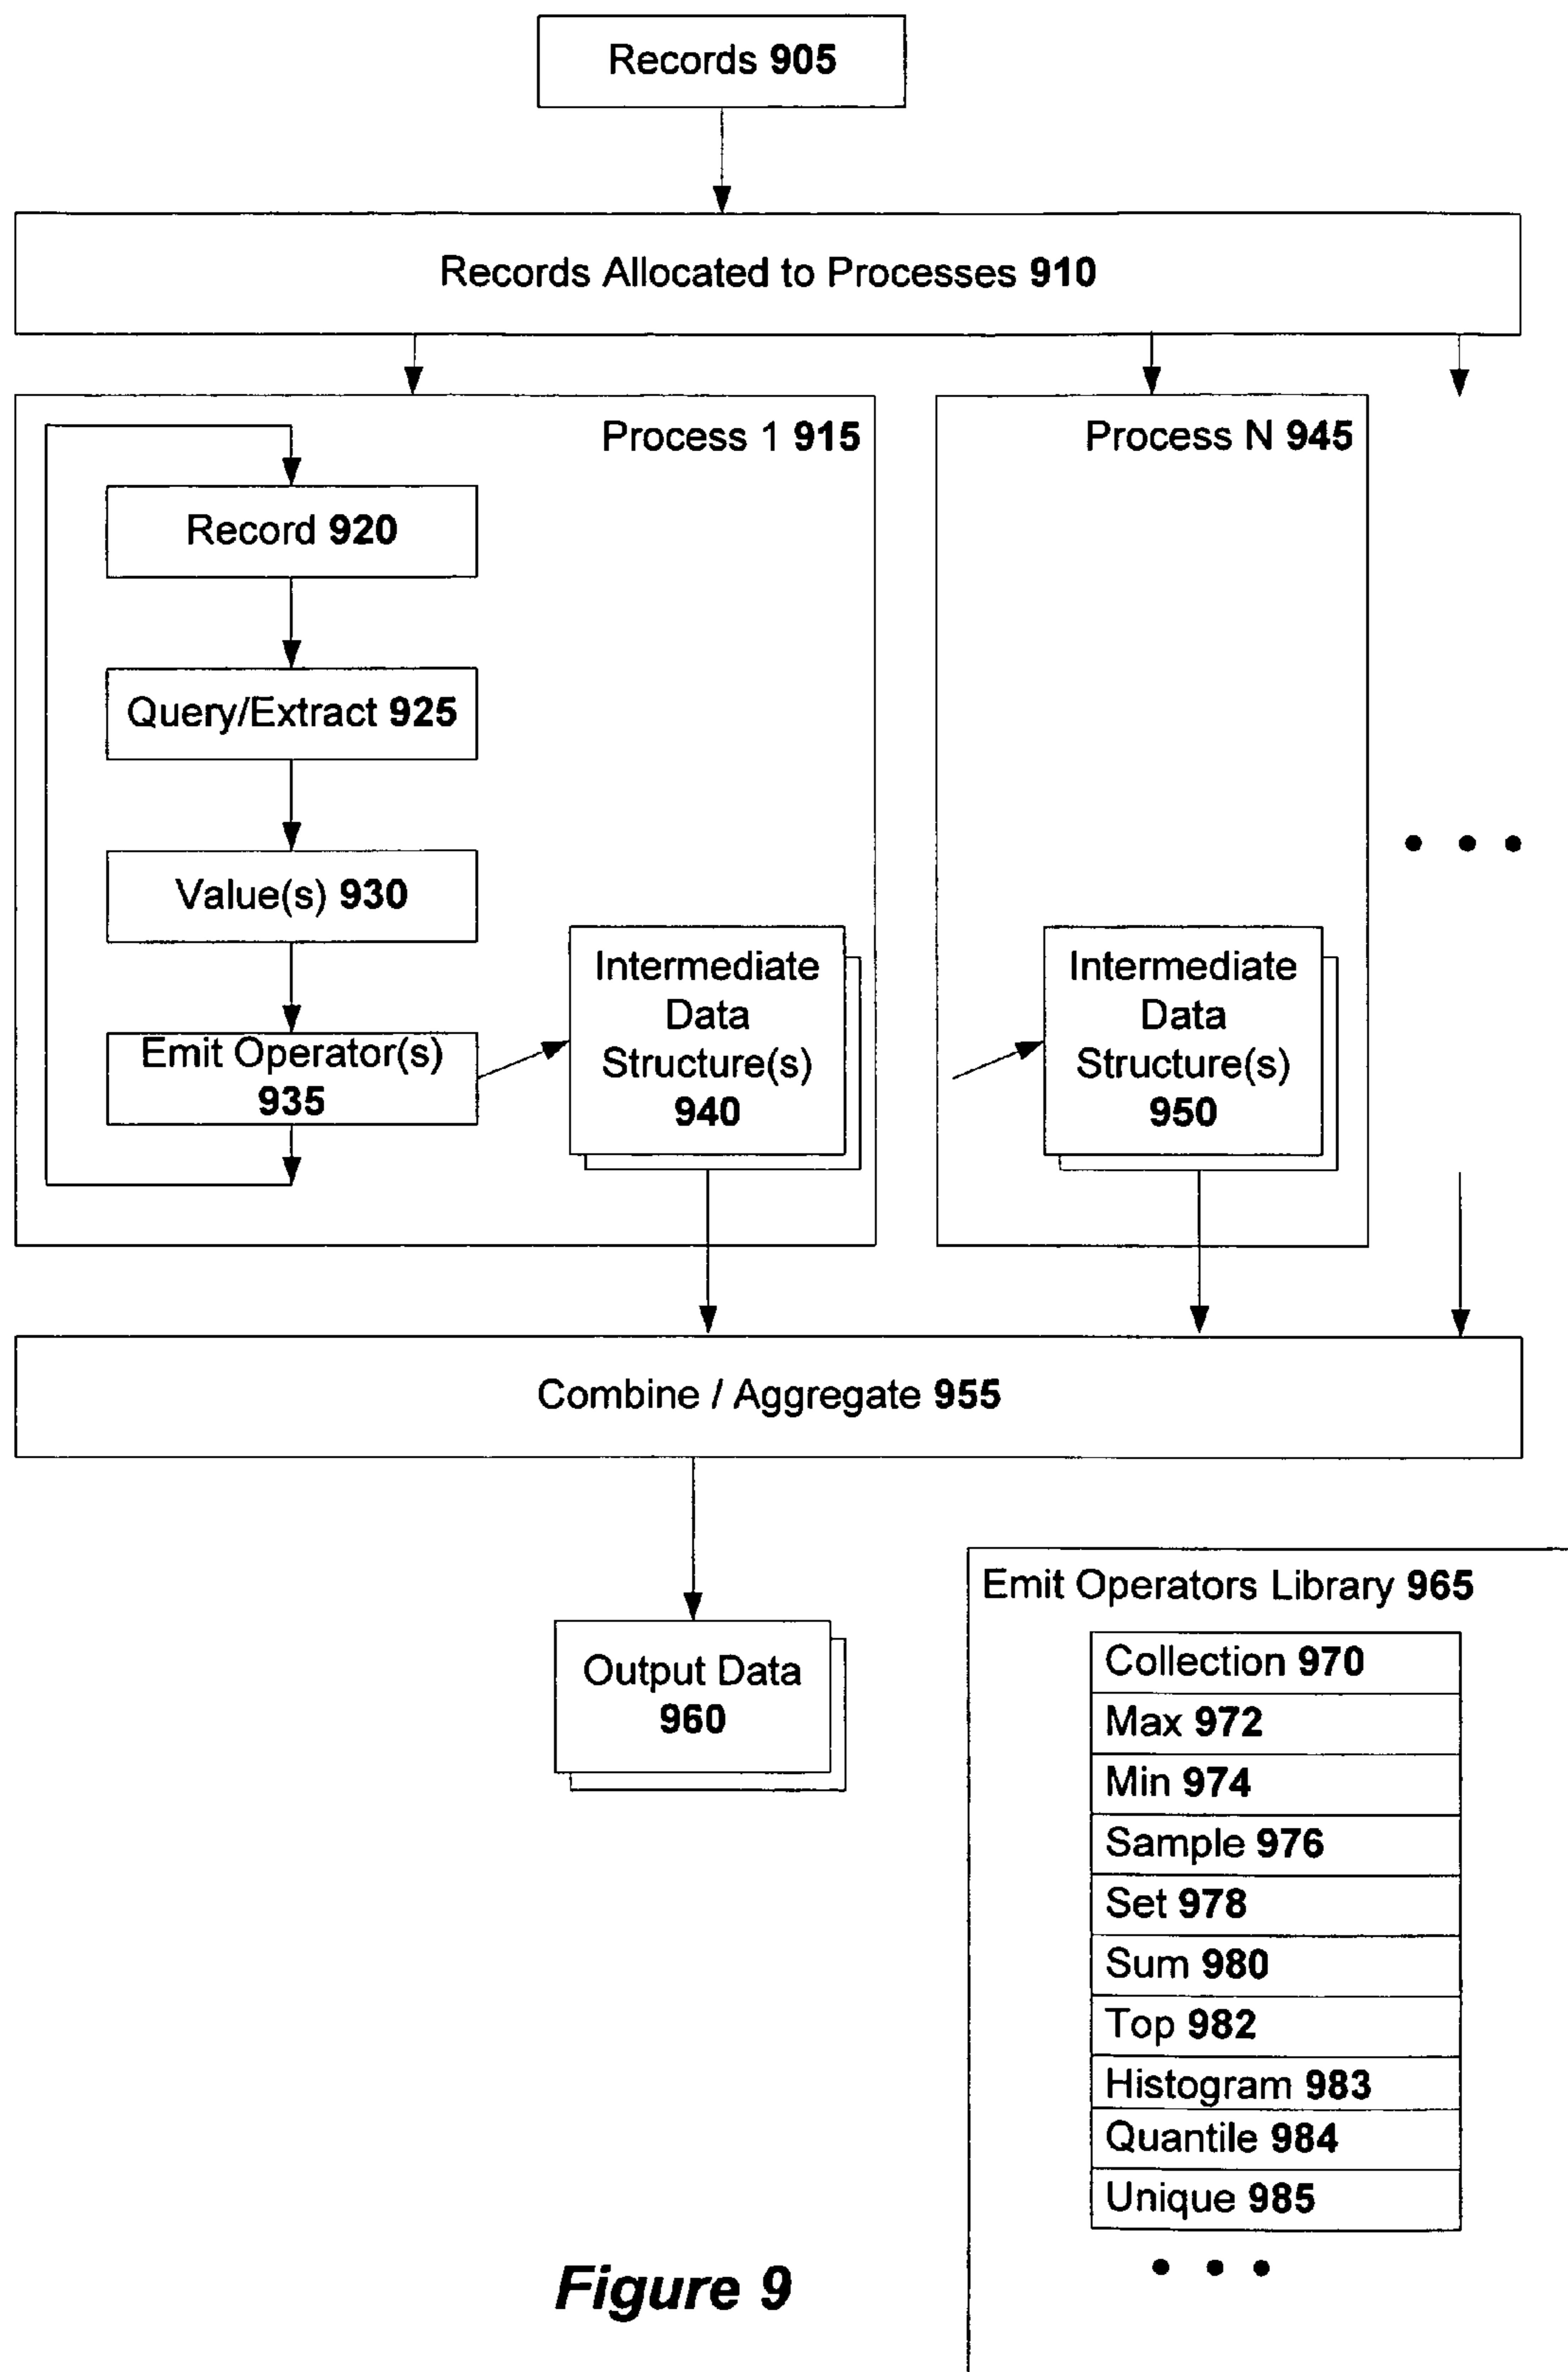 Records 905
Records Allocated to Processes 910
Process 1 915
Record 920
Query/Extract 925
Value(s) 930
Emit Operator(s)
935
Intermediate
Data
Structure(s)
940
Process N 945
Intermediate
Data
Structure(s)
950
Combine / Aggregate 955
Output Data
960
Emit Operators Library 965
Collection 970
Max 972
Min 974
Sample 976
Set 978
Sum 980
Top 982
Histogram 983
Quantile 984
Unique 985
Figure 9